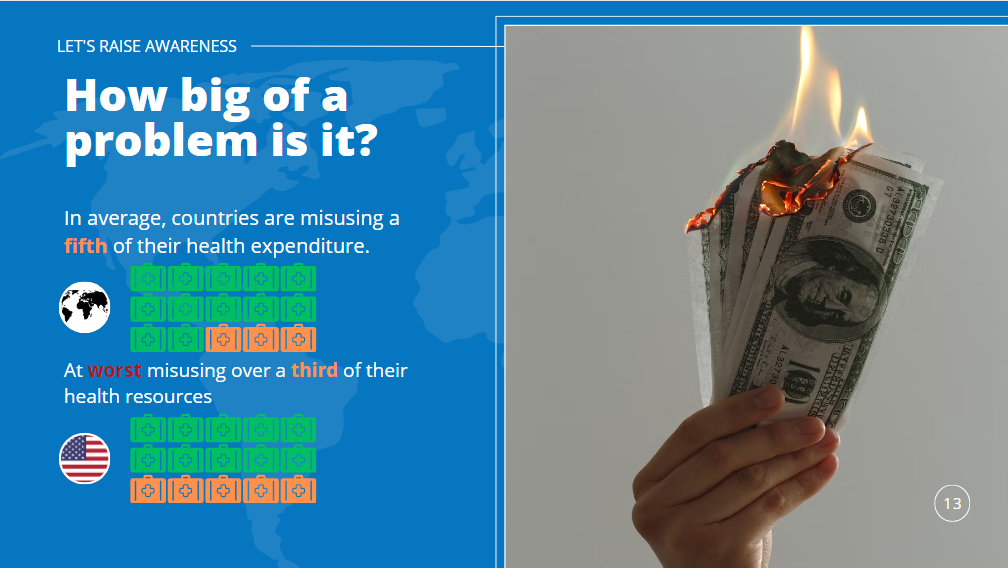 LET'S RAISE AWARENESS
How big of a
problem is it?
In average, countries are misusing a
fifth of their health expenditure.
At worst misusing over a third of their
health resources
100
13